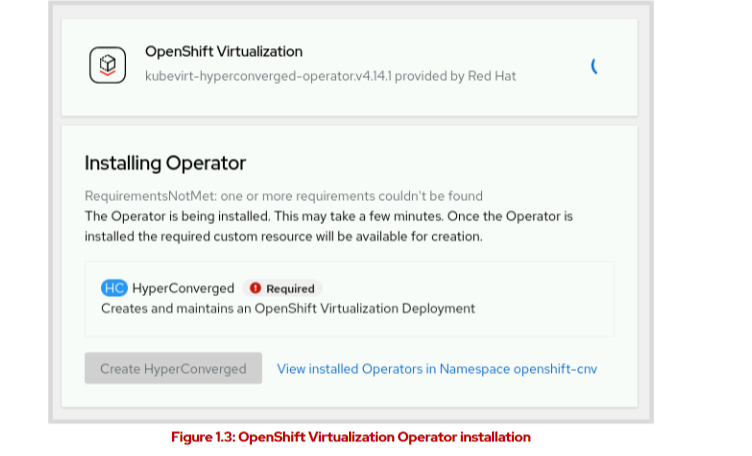 OpenShift Virtualization
kubevirt-hyperconverged-operator.v4.14.1 provided by Red Hat
Installing Operator
RequirementsNotMet: one or more requirements couldn't be found
The Operator is being installed. This may take a few minutes. Once the Operator is
installed the required custom resource will be available for creation.
HC HyperConverged Required
Creates and maintains an OpenShift Virtualization Deployment
Create HyperConverged View installed Operators in Namespace openshift-cnv
Figure 1.3: OpenShift Virtualization Operator installation